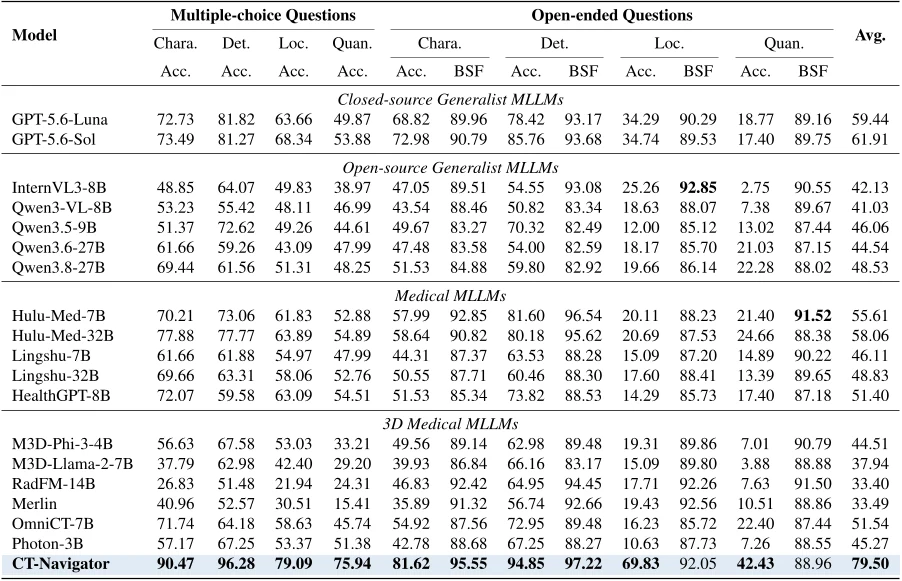 Multiple-choice Questions Open-ended Questions
Model Avg.
Chara. Det. Loc. Quan. Chara. Det. Loc. Quan.
Acc. Acc. Acc. Acc. Acc. BSF Acc. BSF Acc. BSF Acc. BSF
Closed-source Generalist MLLMs
GPT-5.6-Luna 72.73 81.82 63.66 49.87 68.82 89.96 78.42 93.17 34.29 90.29 18.77 89.16 59.44
GPT-5.6-Sol 73.49 81.27 68.34 53.88 72.98 90.79 85.76 93.68 34.74 89.53 17.40 89.75 61.91
Open-source Generalist MLLMs
InternVL3-8B 48.85 64.07 49.83 38.97 47.05 89.51 54.55 93.08 25.26 92.85 2.75 90.55 42.13
Qwen3-VL-8B 53.23 55.42 48.11 46.99 43.54 88.46 50.82 83.34 18.63 88.07 7.38 89.67 41.03
Qwen3.5-9B 51.37 72.62 49.26 44.61 49.67 83.27 70.32 82.49 12.00 85.12 13.02 87.44 46.06
Qwen3.6-27B 61.66 59.26 43.09 47.99 47.48 83.58 54.00 82.59 18.17 85.70 21.03 87.15 44.54
Qwen3.8-27B 69.44 61.56 51.31 48.25 51.53 84.88 59.80 82.92 19.66 86.14 22.28 88.02 48.53
Medical MLLMs
Hulu-Med-7B 70.21 73.06 61.83 52.88 57.99 92.85 81.60 96.54 20.11 88.23 21.40 91.52 55.61
Hulu-Med-32B 77.88 77.77 63.89 54.89 58.64 90.82 80.18 95.62 20.69 87.53 24.66 88.38 58.06
Lingshu-7B 61.66 61.88 54.97 47.99 44.31 87.37 63.53 88.28 15.09 87.20 14.89 90.22 46.11
Lingshu-32B 69.66 63.31 58.06 52.76 50.55 87.71 60.46 88.30 17.60 88.41 13.39 89.65 48.83
HealthGPT-8B 72.07 59.58 63.09 54.51 51.53 85.34 73.82 88.53 14.29 85.73 17.40 87.18 51.40
3D Medical MLLMs
M3D-Phi-3-4B 56.63 67.58 53.03 33.21 49.56 89.14 62.98 89.48 19.31 89.86 7.01 90.79 44.51
M3D-Llama-2-7B 37.79 62.98 42.40 29.20 39.93 86.84 66.16 83.17 15.09 89.80 3.88 88.88 37.94
RadFM-14B 26.83 51.48 21.94 24.31 46.83 92.42 64.95 94.45 17.71 92.26 7.63 91.50 33.40
Merlin 40.96 52.57 30.51 15.41 35.89 91.32 56.74 92.66 19.43 92.56 10.51 88.86 33.49
OmniCT-7B 71.74 64.18 58.63 45.74 54.92 87.56 72.95 89.48 16.23 85.72 22.40 87.44 51.54
Photon-3B 57.17 67.25 53.37 51.38 42.78 88.68 67.25 88.27 10.63 87.73 7.26 88.55 45.27
CT-Navigator 90.47 96.28 79.09 75.94 81.62 95.55 94.85 97.22 69.83 92.05 42.43 88.96 79.50